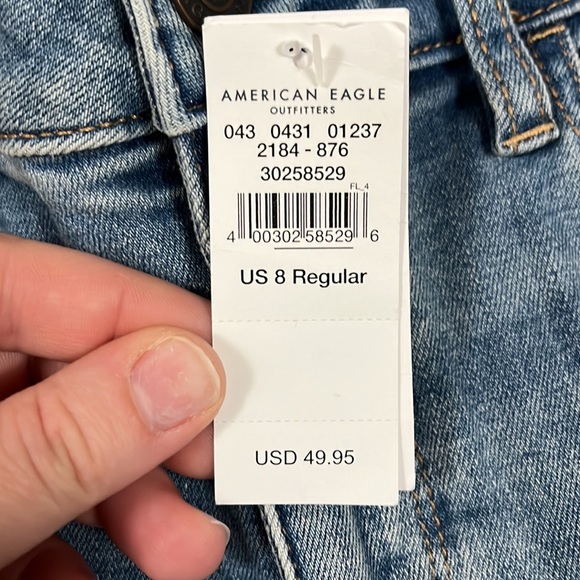 AMERICAN EAGLE
OUTFITTERS
043 0431 01237
2184 - 876
30258529
FL_4
4 00302 58529 6
US 8 Regular
USD 49.95